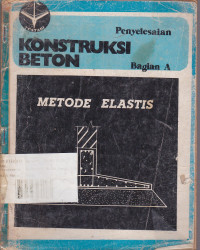 Penyelesaian
KONSTRUKSI
BETON
Bagian A
METODE ELASTIS